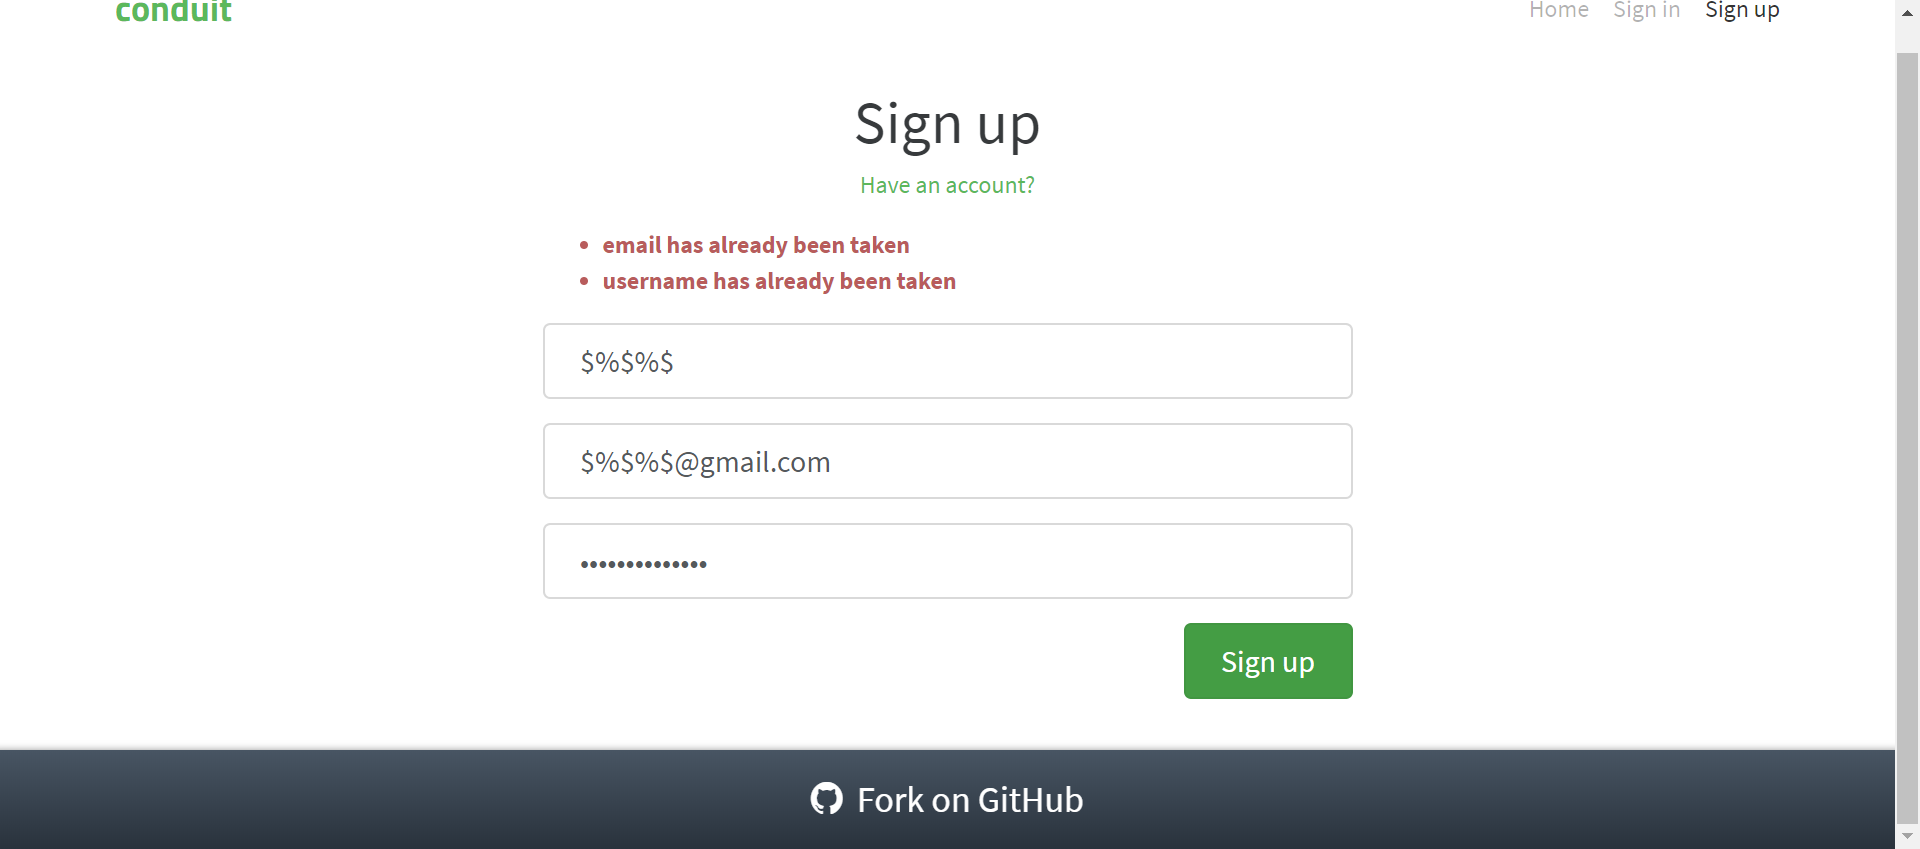 conduit
Home Sign in Sign up
Sign up
Have an account?
• email has already been taken
• username has already been taken
$%$%$
$%$%$@gmail.com
••••••••••••••
Sign up
Fork on GitHub